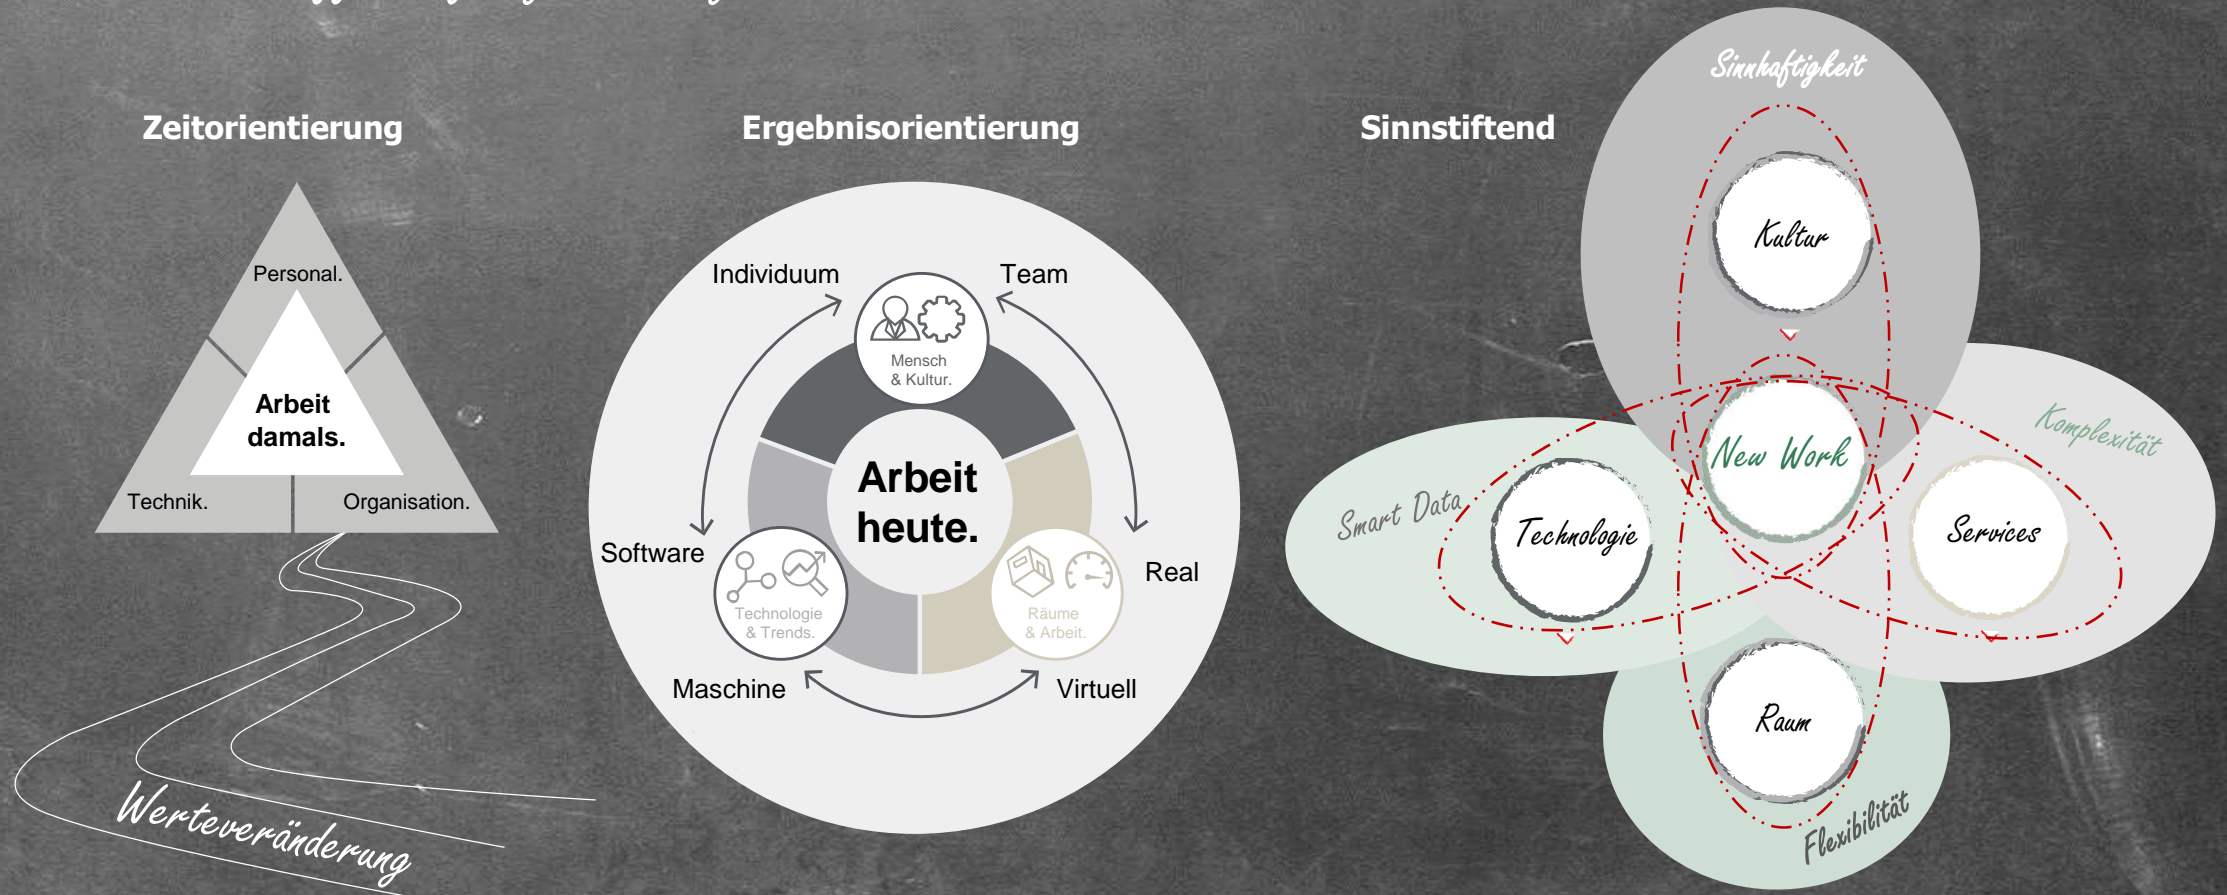 Zeitorientierung
Personal.
Arbeit
damals.
Technik.
Organisation.
Werteveränderung
Ergebnisorientierung
Individuum
Team
Mensch
& Kultur.
Arbeit
heute.
Software
Real
Technologie
& Trends.
Räume
& Arbeit.
Maschine
Virtuell
Sinnstiftend
Sinnhaftigkeit
Kultur
New Work
Komplexität
Smart Data
Technologie
Services
Raum
Flexibilität